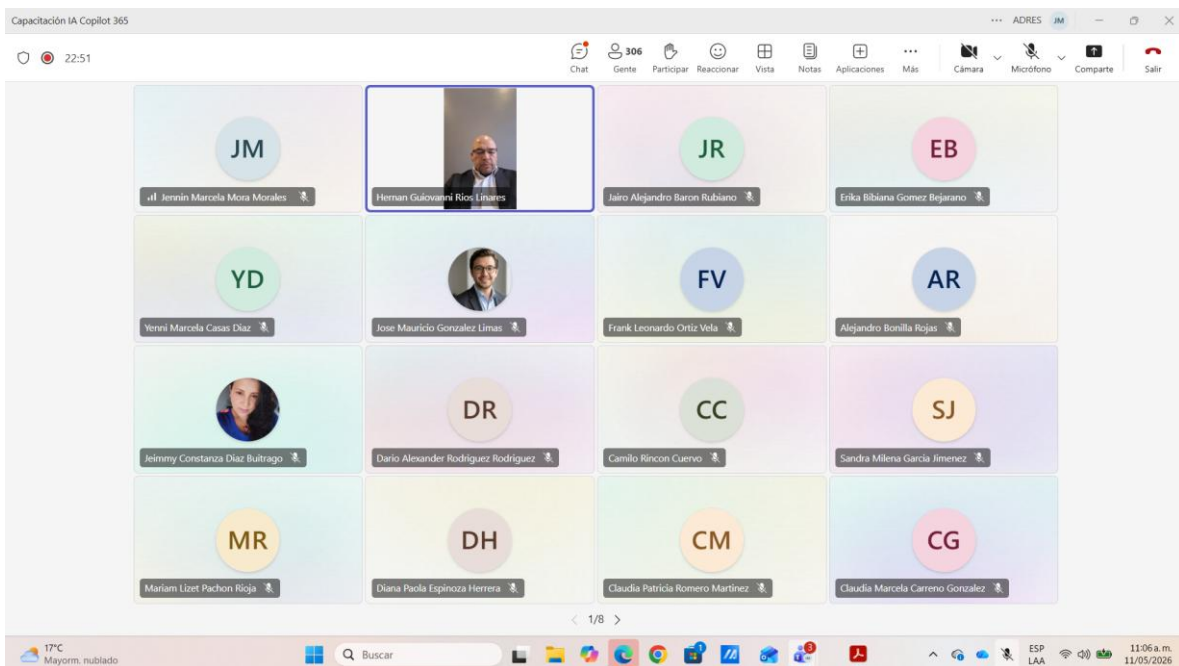 Capacitación IA Copilot 365
··· ADRES JM
22:51
306
Chat Gente Participar Reaccionar Vista Notas Aplicaciones Más Cámara Micrófono Comparte Salir
JM
Jennin Marcela Mora Morales
Hernan Guiovanni Rios Linares
JR
Jairo Alejandro Baron Rubiano
EB
Erika Bibiana Gomez Bejarano
YD
Yenni Marcela Casas Diaz
Jose Mauricio Gonzalez Limas
FV
Frank Leonardo Ortiz Vela
AR
Alejandro Bonilla Rojas
Jeimmy Constanza Diaz Buitrago
DR
Dario Alexander Rodriguez Rodriguez
CC
Camilo Rincon Cuervo
SJ
Sandra Milena Garcia Jimenez
MR
Mariam Lizet Pachon Rioja
DH
Diana Paola Espinoza Herrera
CM
Claudia Patricia Romero Martinez
CG
Claudia Marcela Carreno Gonzalez
< 1/8 >
17°C
Mayorm. nublado
Buscar
3
ESP
LAA
11:06 a. m.
11/05/2026